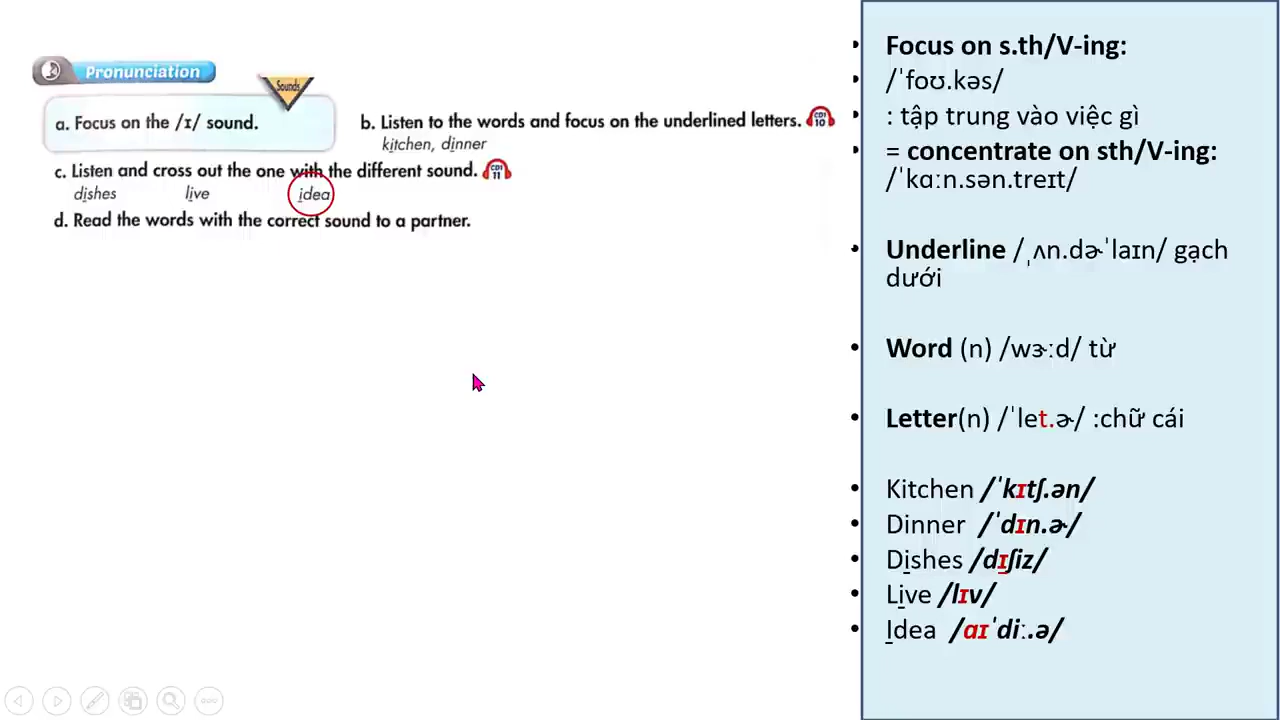 Pronunciation
Sounds
a. Focus on the /ɪ/ sound.
b. Listen to the words and focus on the underlined letters. CD1 10
kitchen, dinner
c. Listen and cross out the one with the different sound. CD1 11
dishes live idea
d. Read the words with the correct sound to a partner.
• Focus on s.th/V-ing:
• /ˈfoʊ.kəs/
• : tập trung vào việc gì
• = concentrate on sth/V-ing:
/ˈkɑːn.sən.treɪt/
• Underline /ˌʌn.dɚˈlaɪn/ gạch
dưới
• Word (n) /wɝːd/ từ
• Letter(n) /ˈlet.ɚ/ :chữ cái
• Kitchen /ˈkɪtʃ.ən/
• Dinner /ˈdɪn.ɚ/
• Dishes /dɪʃiz/
• Live /lɪv/
• Idea /aɪˈdiː.ə/